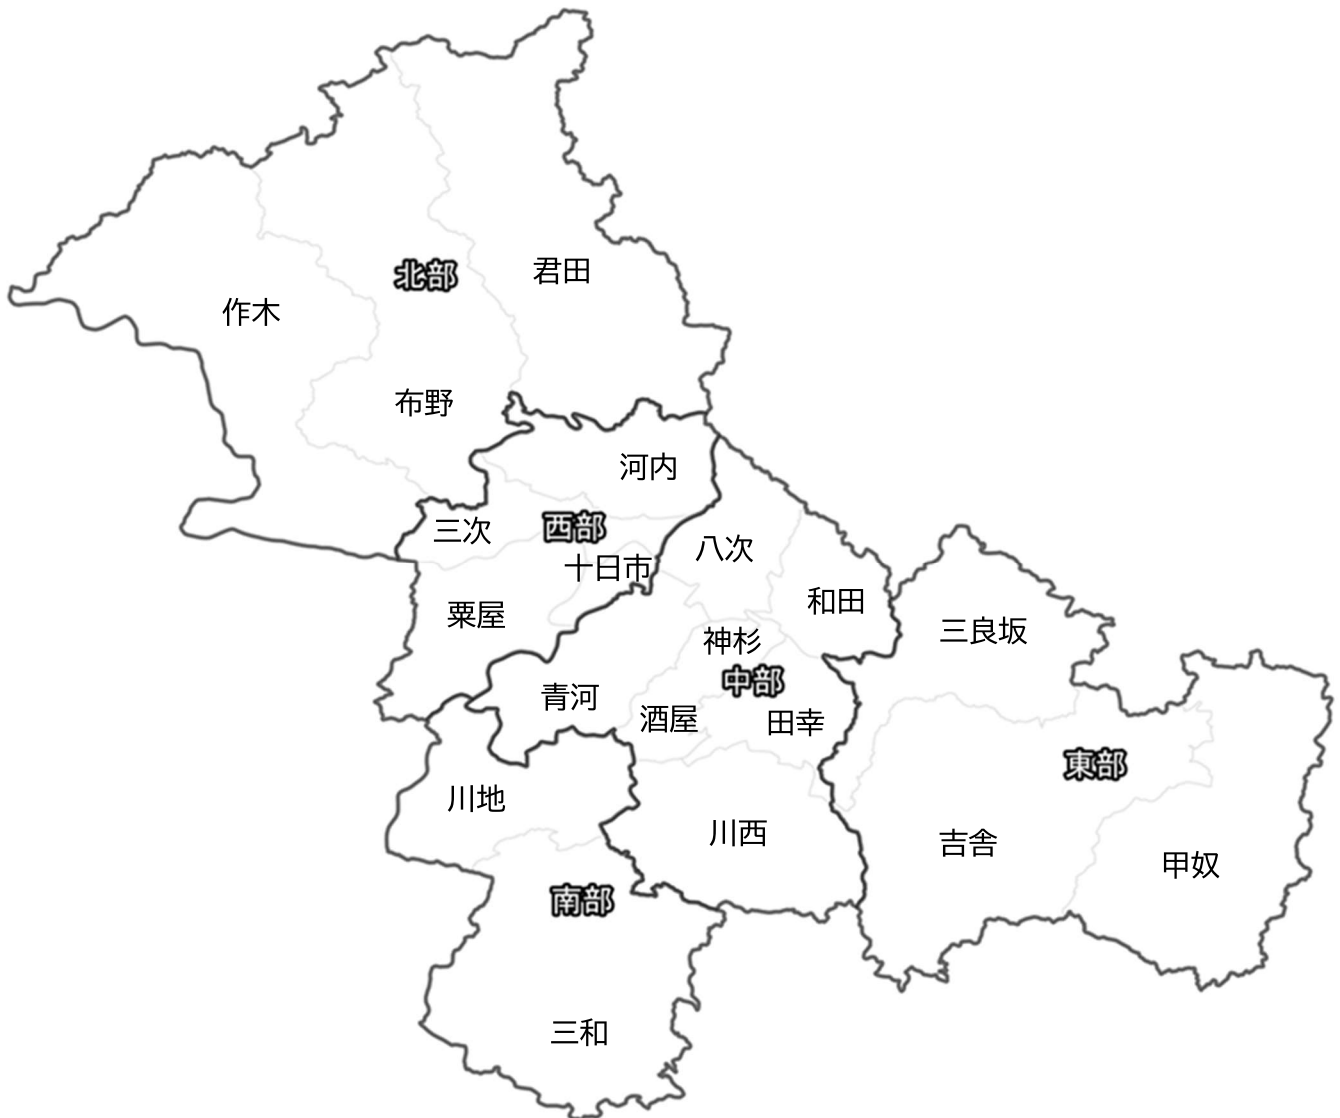 君田
北部
作木
布野
河内
三次
西部
八次
十日市
和田
粟屋
三良坂
神杉
中部
青河
酒屋
田幸
東部
川地
川西
吉舎
甲奴
南部
三和